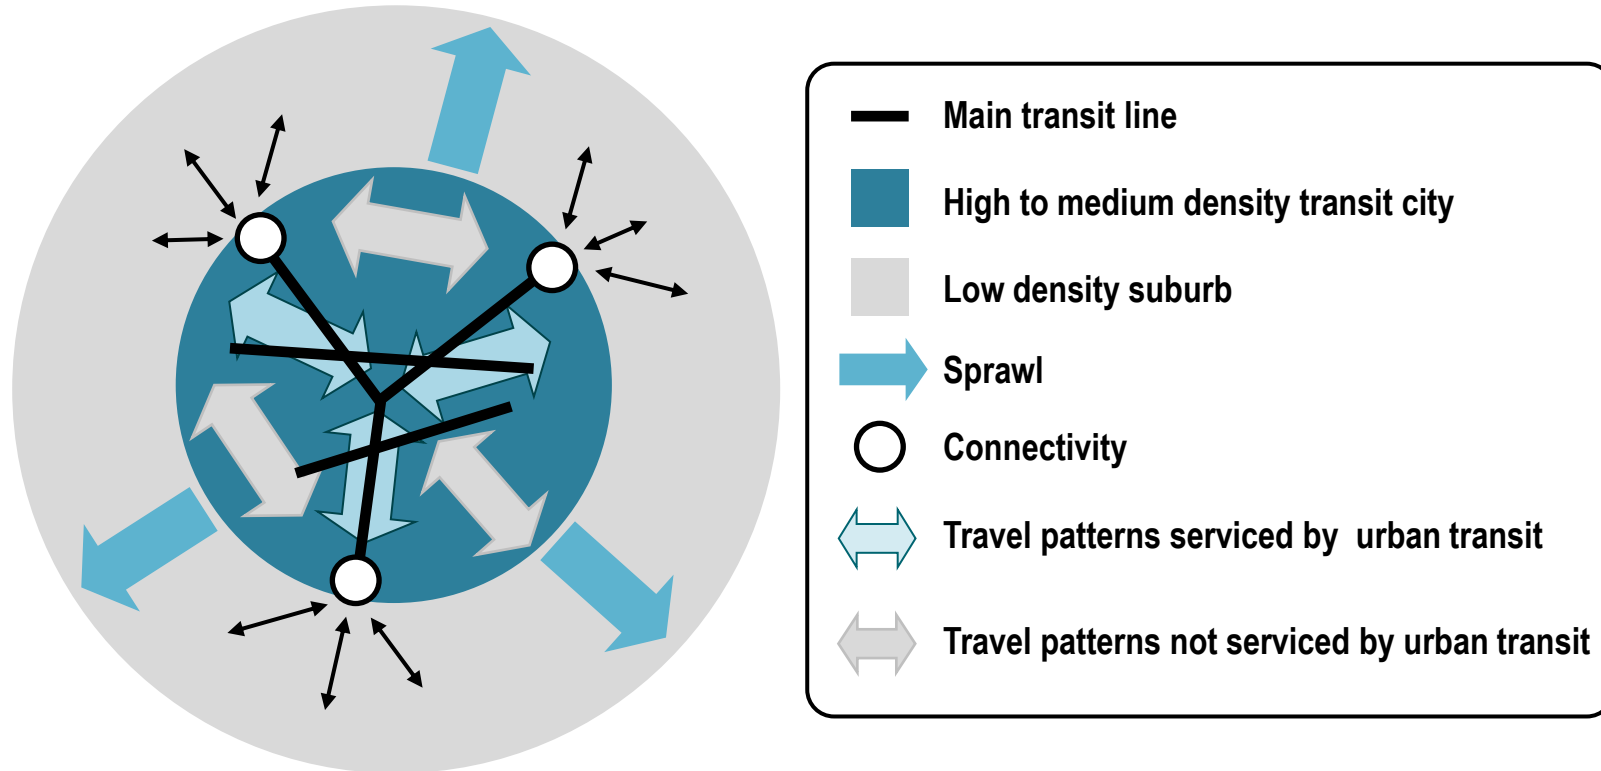 Main transit line
High to medium density transit city
Low density suburb
Sprawl
Connectivity
Travel patterns serviced by  urban transit
Travel patterns not serviced by urban transit